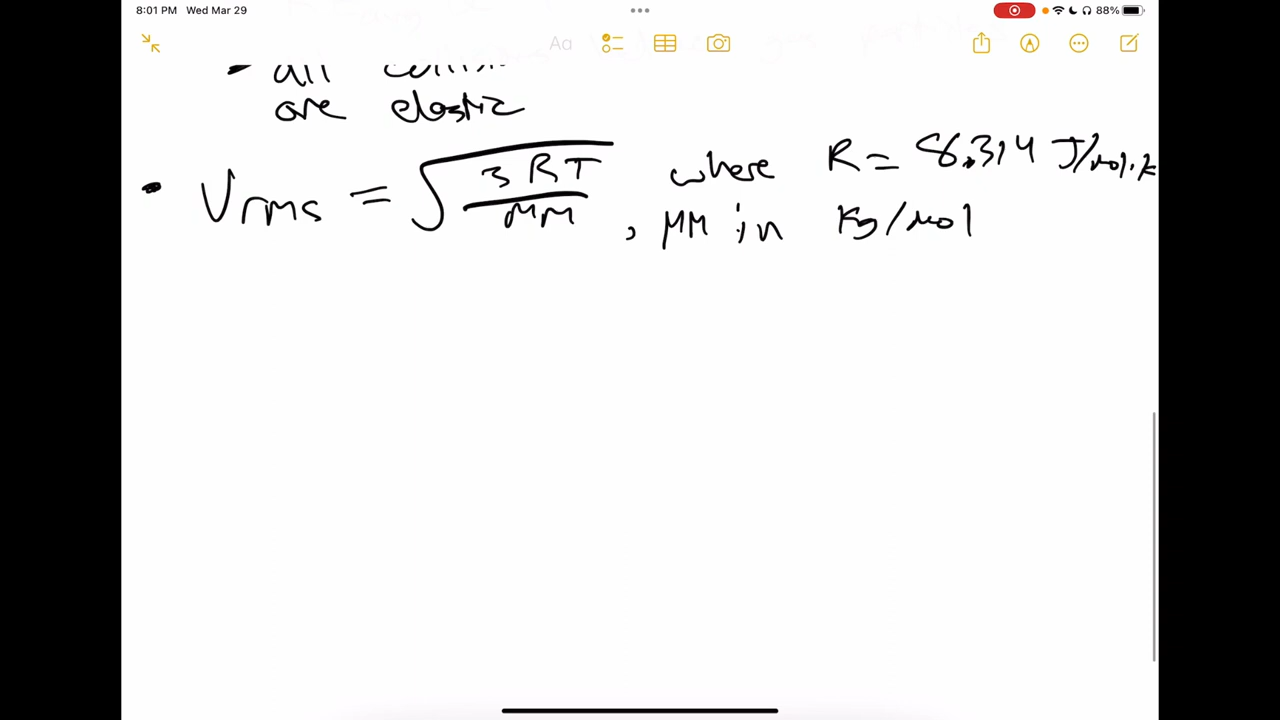 8:01 PM Wed Mar 29
88%
Aa
• all
are elastic
• Vrms = √(3RT/MM) where R = 8.314 J/mol·K
, MM in Kg/mol